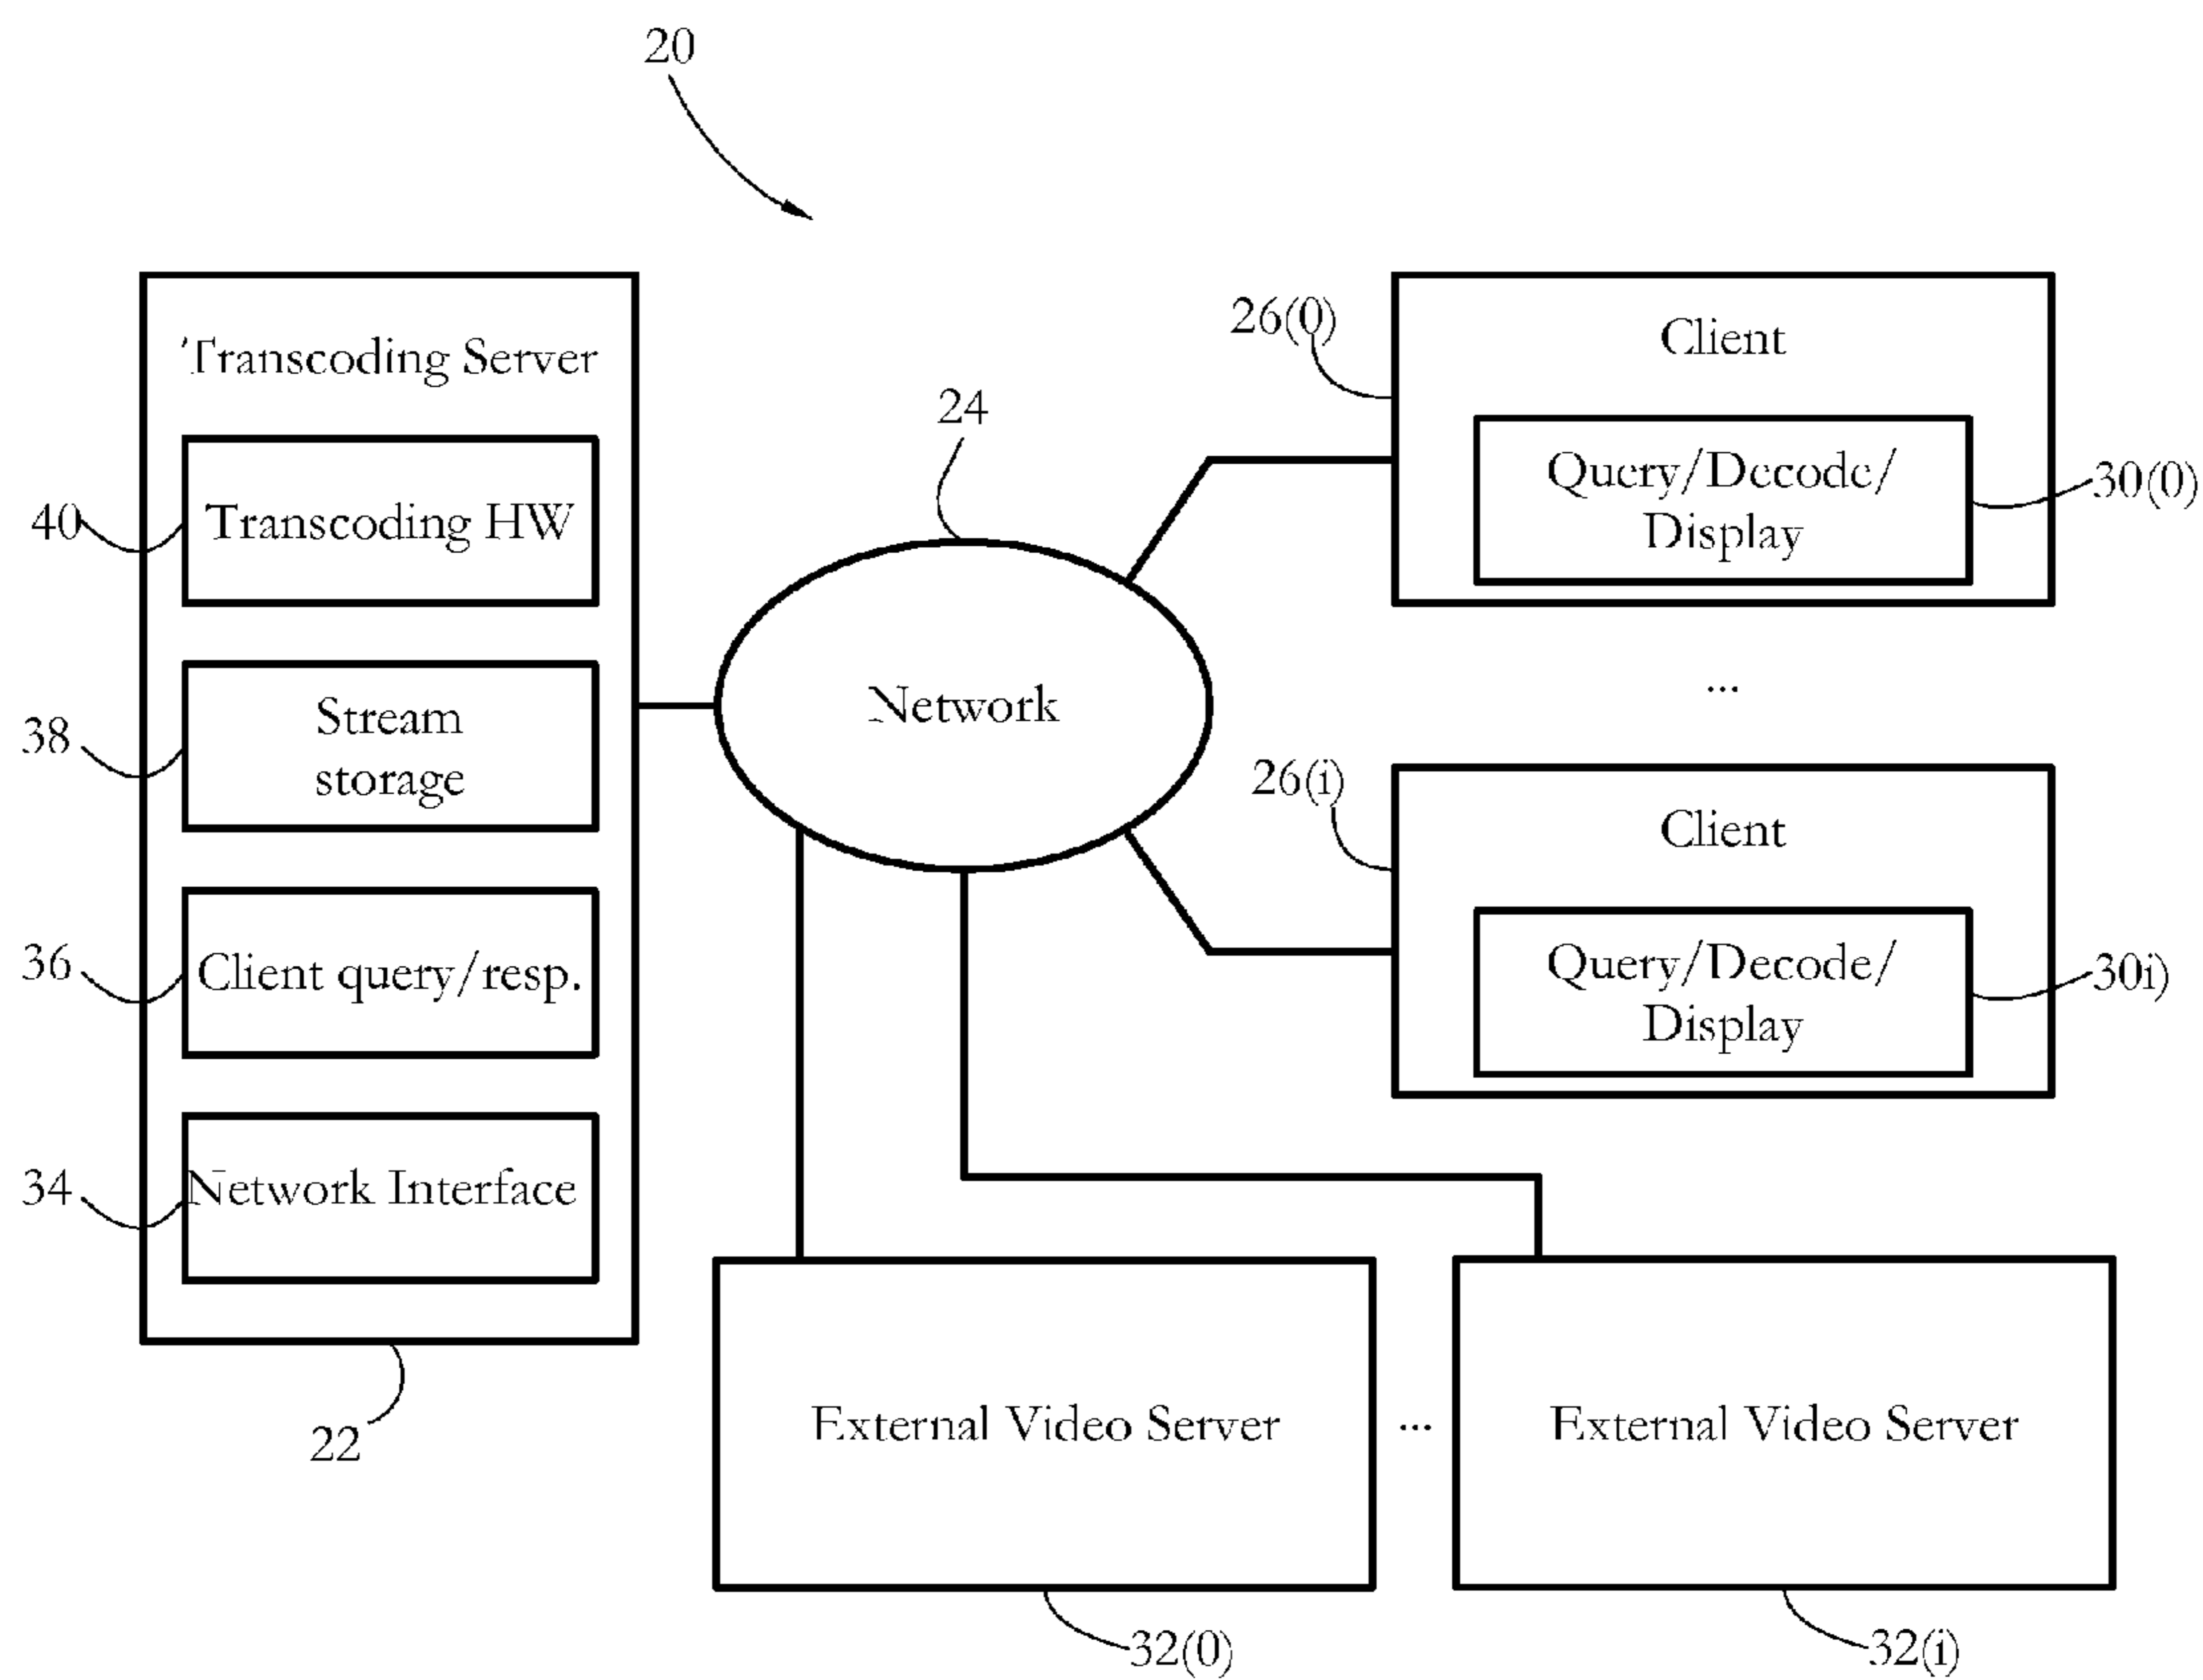 20
Transcoding Server
40
Transcoding HW
38
Stream
storage
36
Client query/resp.
34
Network Interface
22
24
Network
26(0)
Client
Query/Decode/
Display
30(0)
...
26(i)
Client
Query/Decode/
Display
30i)
External Video Server
...
External Video Server
32(0)
32(i)